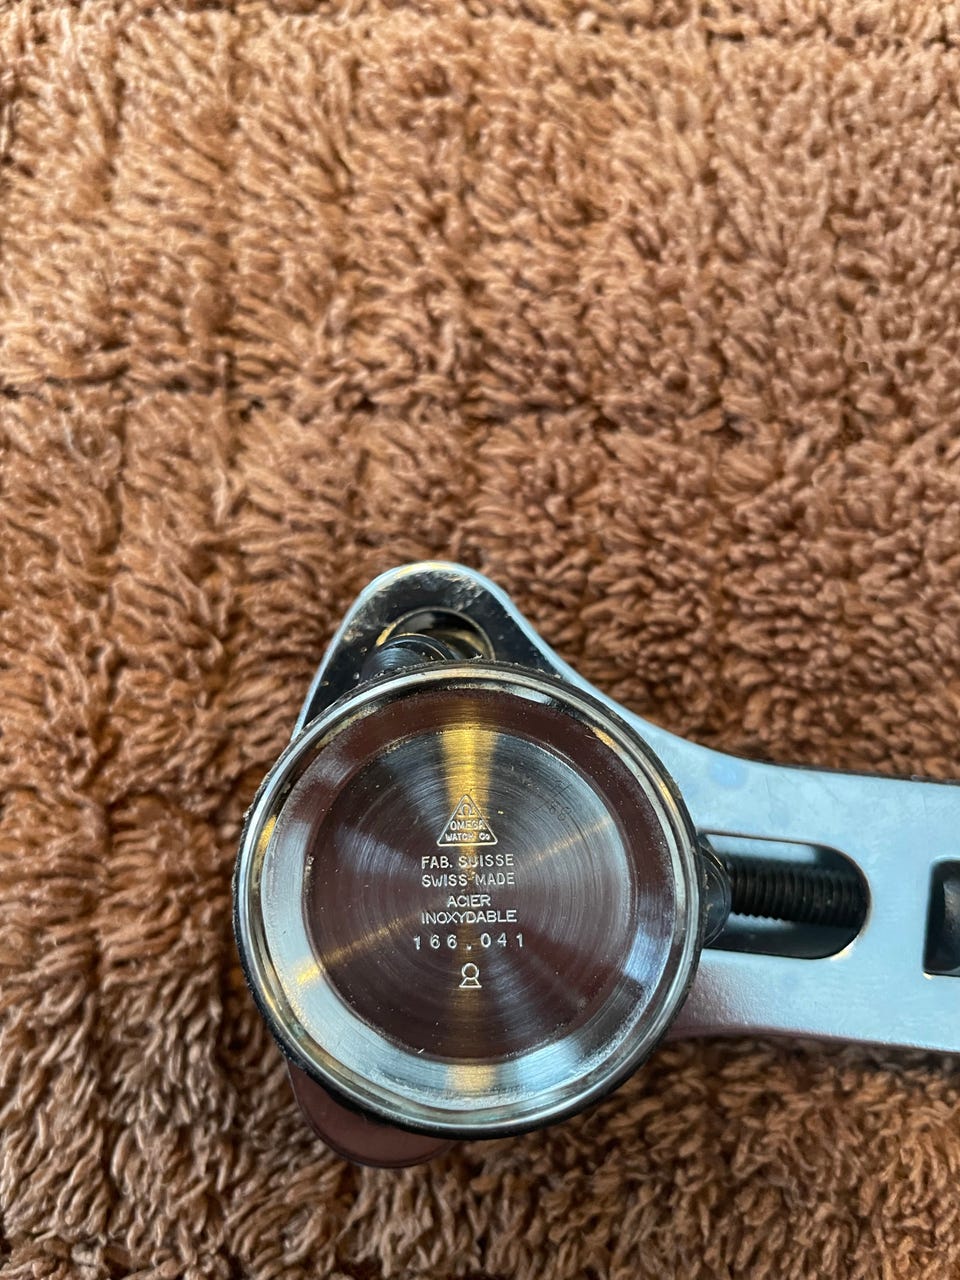 Ω
OMEGA
WATCH Co
FAB. SUISSE
SWISS MADE
ACIER
INOXYDABLE
166.041